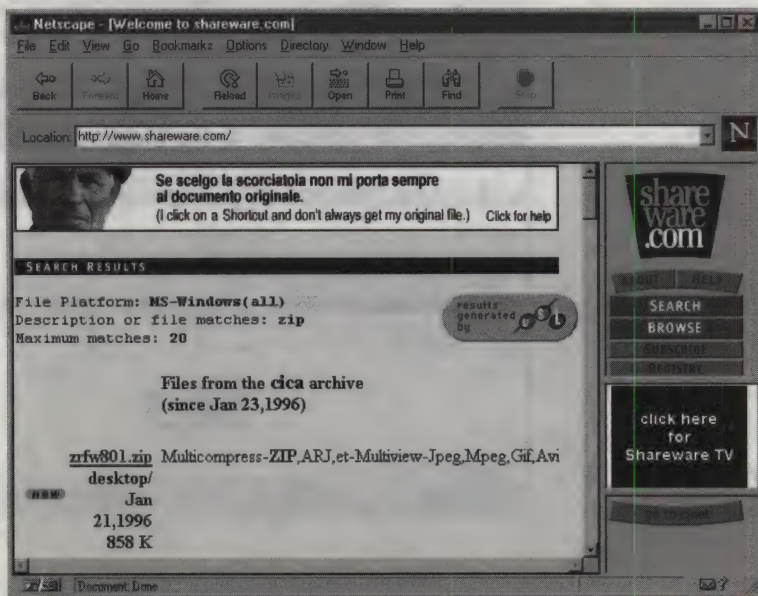 Netscape - [Welcome to shareware.com]
File Edit View Go Bookmarks Options Directory Window Help
Back Forward Home Reload Images Open Print Find Stop
Location: http://www.shareware.com/
N
Se scelgo la scorciatoia non mi porta sempre
al documento originale.
(I click on a Shortcut and don't always get my original file.) Click for help
share
ware
.com
ABOUT HELP
SEARCH
BROWSE
SUBSCRIBE
REGISTRY
click here
for
Shareware TV
SEARCH RESULTS
File Platform: MS-Windows(all)
Description or file matches: zip
Maximum matches: 20
results
generated
by VSL
Files from the cica archive
(since Jan 23,1996)
zrfw801.zip Multicompress-ZIP,ARJ,et-Multiview-Jpeg,Mpeg,Gif,Avi
desktop/
new
Jan
21,1996
858 K
Document: Done